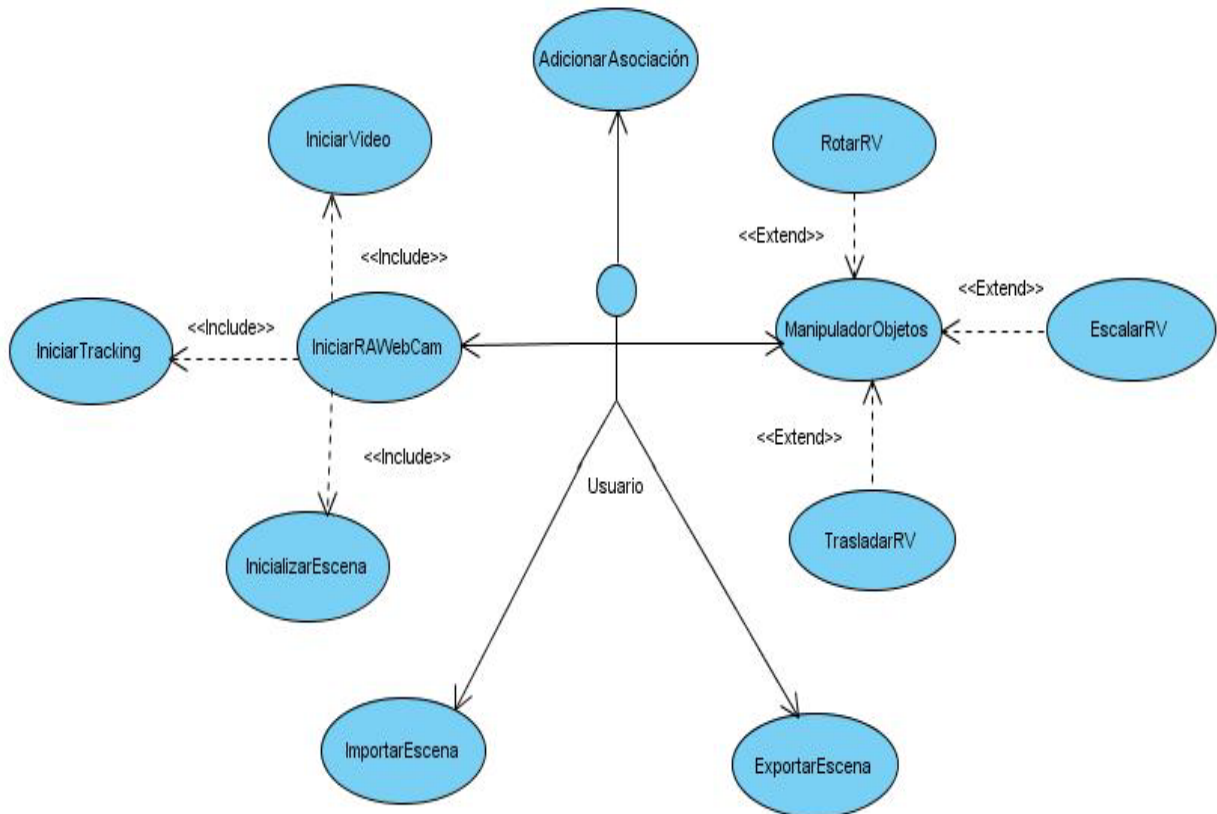 AdicionarAsociación
IniciarVideo
RotarRV
<<Extend>>
<<Include>>
<<Extend>>
<<Include>>
ManipuladorObjetos
EscalarRV
IniciarTracking
IniciarRAWebCam
<<Extend>>
<<Include>>
Usuario
TrasladarRV
InicializarEscena
ImportarEscena
ExportarEscena